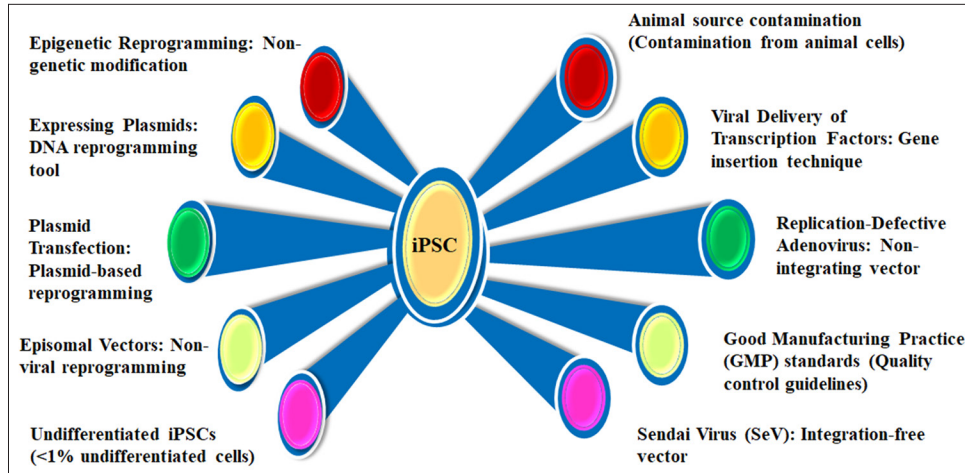 Epigenetic Reprogramming: Non-
genetic modification
Expressing Plasmids:
DNA reprogramming
tool
Plasmid
Transfection:
Plasmid-based
reprogramming
Episomal Vectors: Non-
viral reprogramming
Undifferentiated iPSCs
(<1% undifferentiated cells)
iPSC
Animal source contamination
(Contamination from animal cells)
Viral Delivery of
Transcription Factors: Gene
insertion technique
Replication-Defective
Adenovirus: Non-
integrating vector
Good Manufacturing Practice
(GMP) standards (Quality
control guidelines)
Sendai Virus (SeV): Integration-free
vector